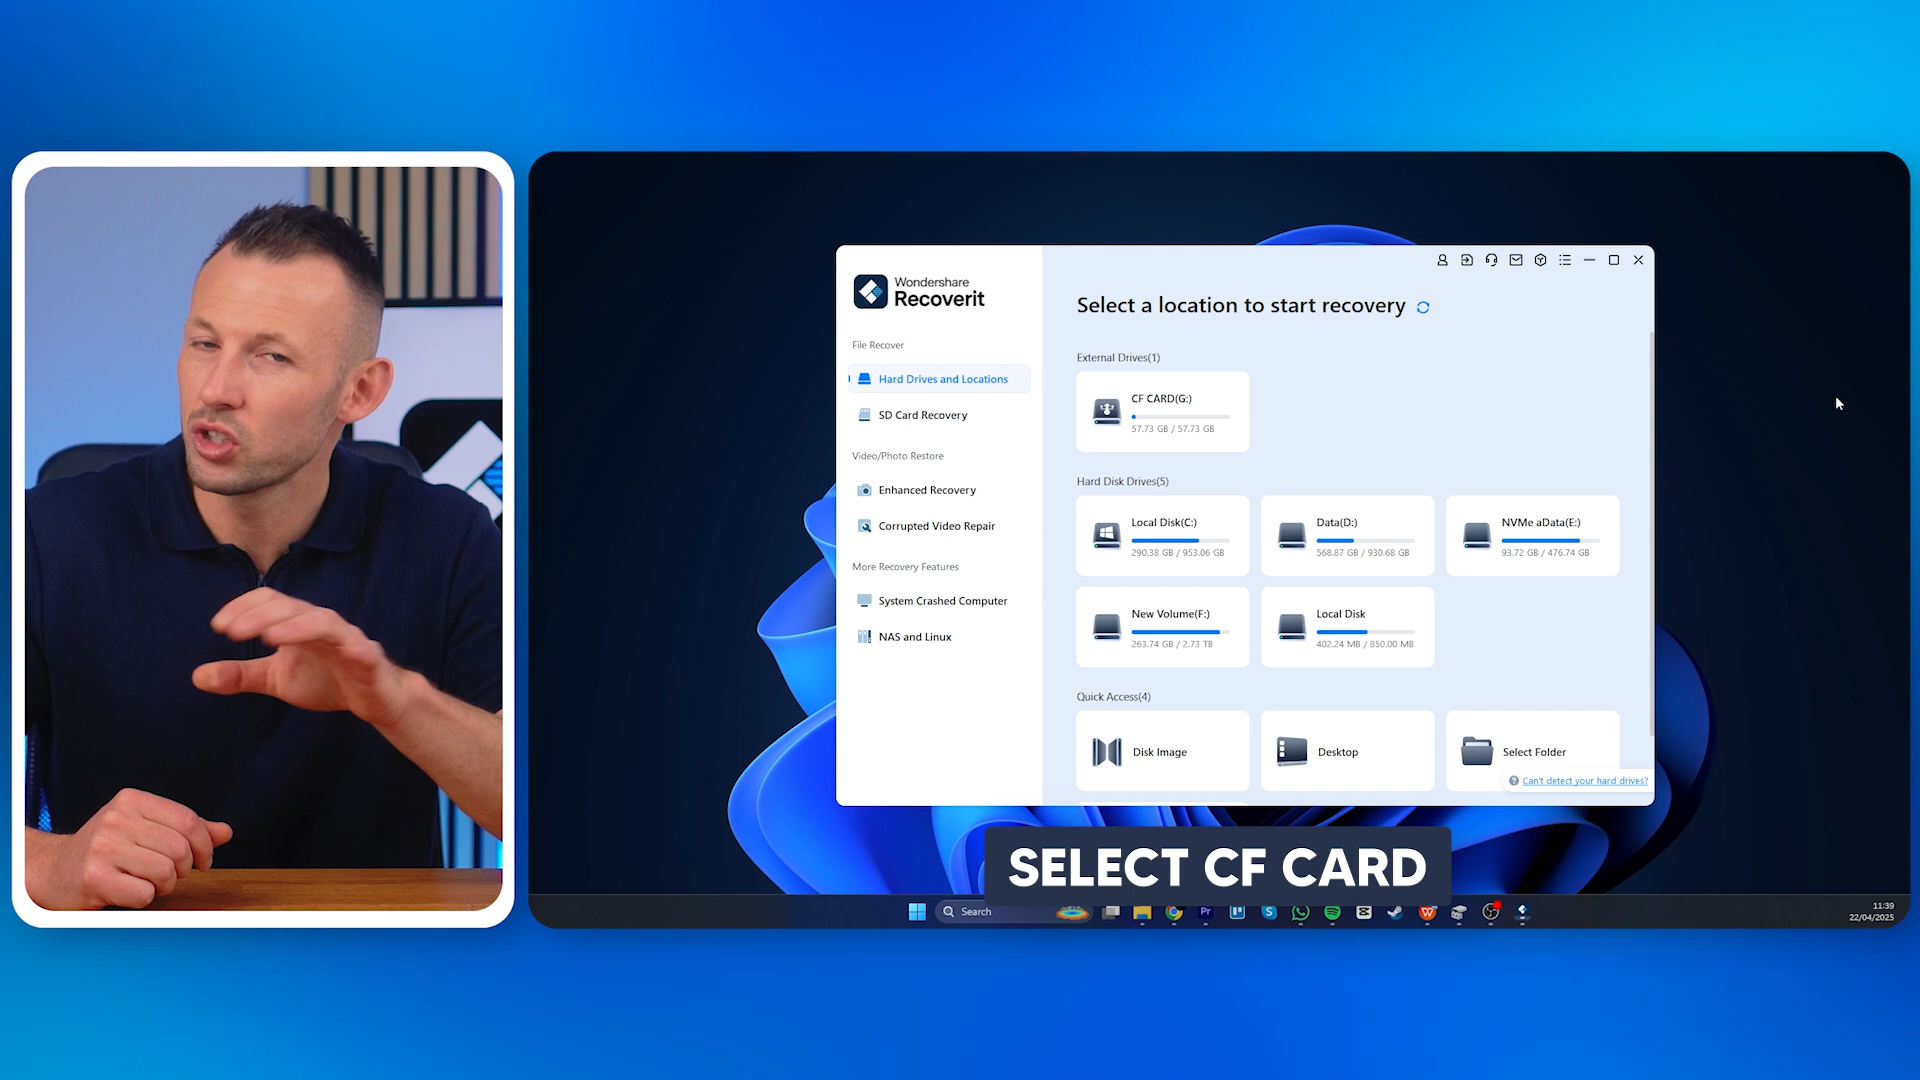 Wondershare
Recoverit
File Recover
Hard Drives and Locations
SD Card Recovery
Video/Photo Restore
Enhanced Recovery
Corrupted Video Repair
More Recovery Features
System Crashed Computer
NAS and Linux
Select a location to start recovery
External Drives(1)
CF CARD(G:)
57.73 GB / 57.73 GB
Hard Disk Drives(5)
Local Disk(C:)
290.38 GB / 953.06 GB
Data(D:)
568.87 GB / 930.68 GB
NVMe aData(E:)
93.72 GB / 476.74 GB
New Volume(F:)
263.74 GB / 2.73 TB
Local Disk
402.24 MB / 850.00 MB
Quick Access(4)
Disk Image
Desktop
Select Folder
Can't detect your hard drives?
SELECT CF CARD
Search
Pr
11:39
22/04/2025